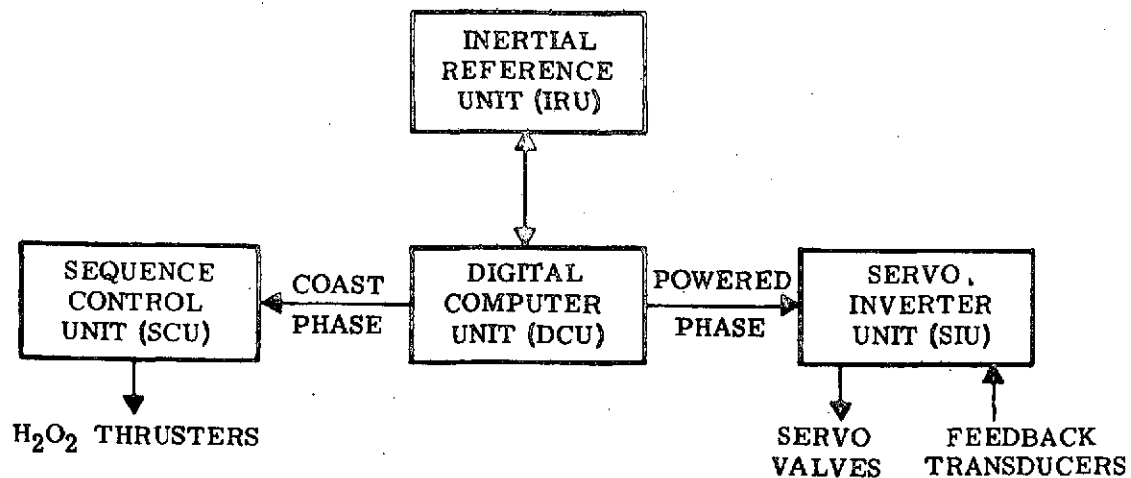 INERTIAL
REFERENCE
UNIT (IRU)
SEQUENCE
CONTROL
UNIT (SCU)
COAST
PHASE
DIGITAL
COMPUTER
UNIT (DCU)
POWERED
PHASE
SERVO
INVERTER
UNIT (SIU)
H₂O₂ THRUSTERS
SERVO
VALVES
FEEDBACK
TRANSDUCERS